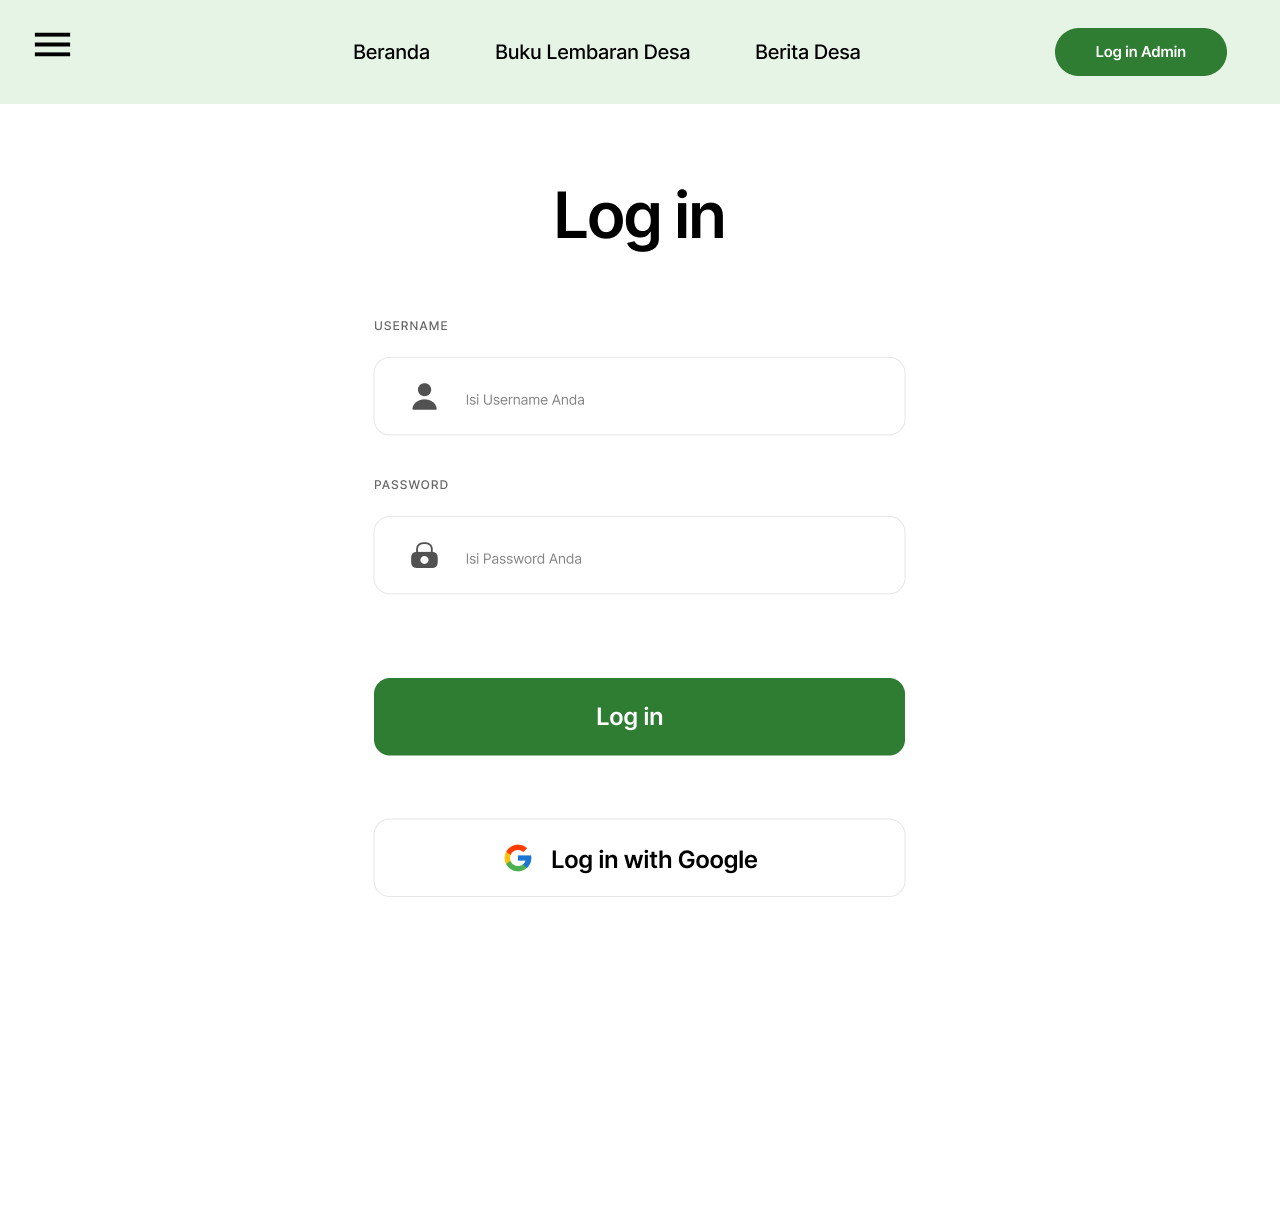 Beranda
Buku Lembaran Desa
Berita Desa
Log in Admin
Log in
USERNAME
Isi Username Anda
PASSWORD
Isi Password Anda
Log in
Log in with Google